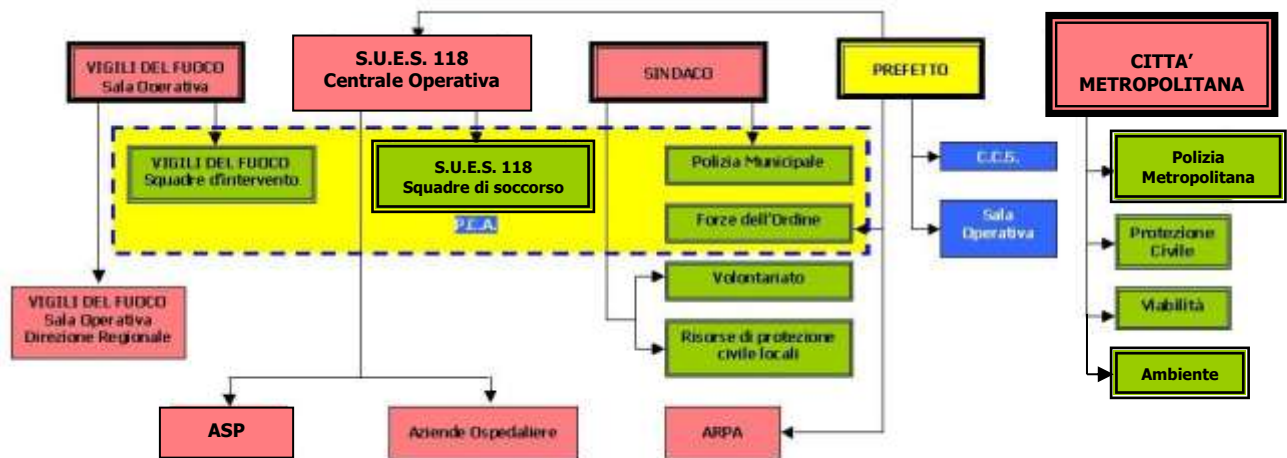 VIGILI DEL FUOCO
Sala Operativa
S.U.E.S. 118
Centrale Operativa
SINDACO
PREFETTO
CITTA’
METROPOLITANA
VIGILI DEL FUOCO
Squadre d'intervento
S.U.E.S. 118
Squadre di soccorso
Polizia Municipale
C.C.S.
Polizia
Metropolitana
P.C.A.
Forze dell'Ordine
Sala
Operativa
Protezione
Civile
Volontariato
VIGILI DEL FUOCO
Sala Operativa
Direzione Regionale
Viabilità
Risorse di protezione
civile locali
Ambiente
ASP
Aziende Ospedaliere
ARPA